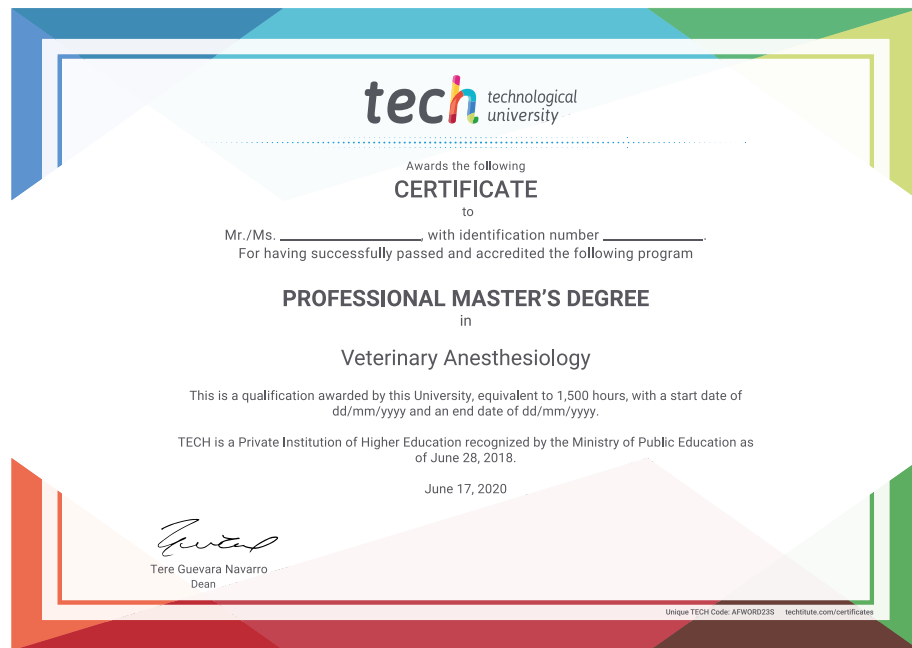 tech technological
university
Awards the following
CERTIFICATE
to
Mr./Ms. ____________, with identification number ____________.
For having successfully passed and accredited the following program
PROFESSIONAL MASTER'S DEGREE
in
Veterinary Anesthesiology
This is a qualification awarded by this University, equivalent to 1,500 hours, with a start date of
dd/mm/yyyy and an end date of dd/mm/yyyy.
TECH is a Private Institution of Higher Education recognized by the Ministry of Public Education as
of June 28, 2018.
June 17, 2020
Tere Guevara Navarro
Dean
Unique TECH Code: AFWORD23S techtitute.com/certificates